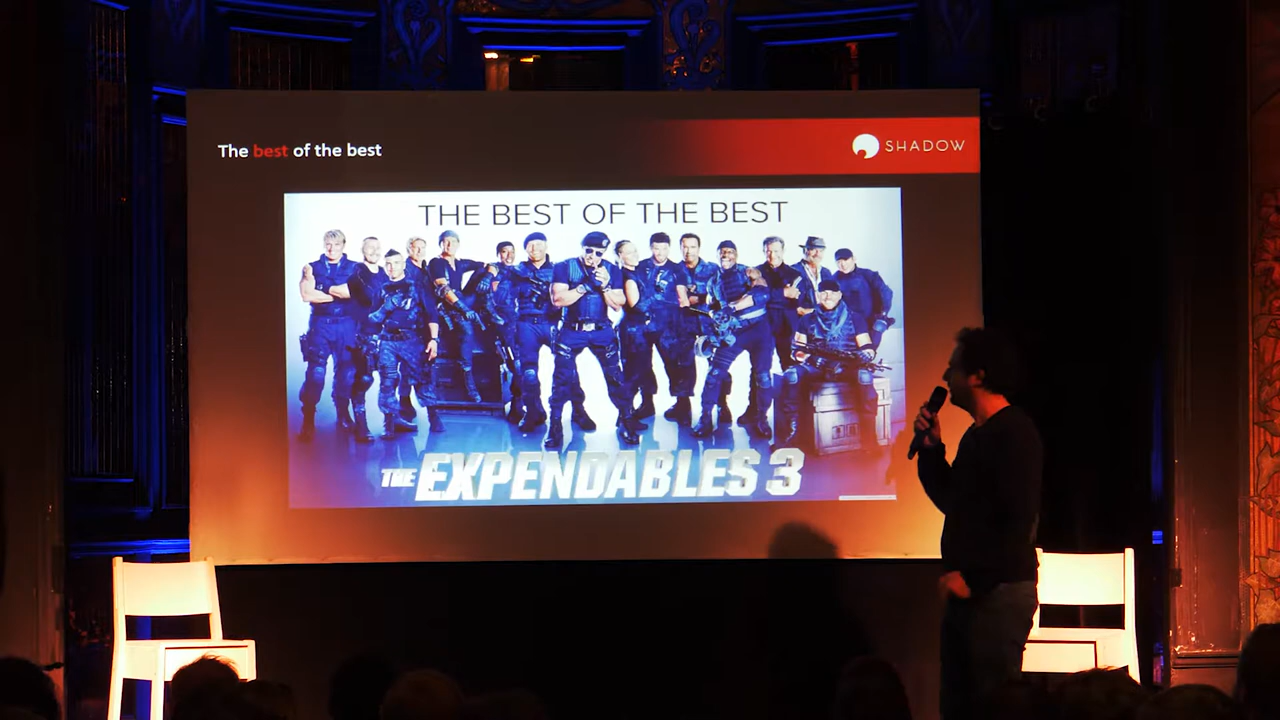 The best of the best
SHADOW
THE BEST OF THE BEST
THE EXPENDABLES 3